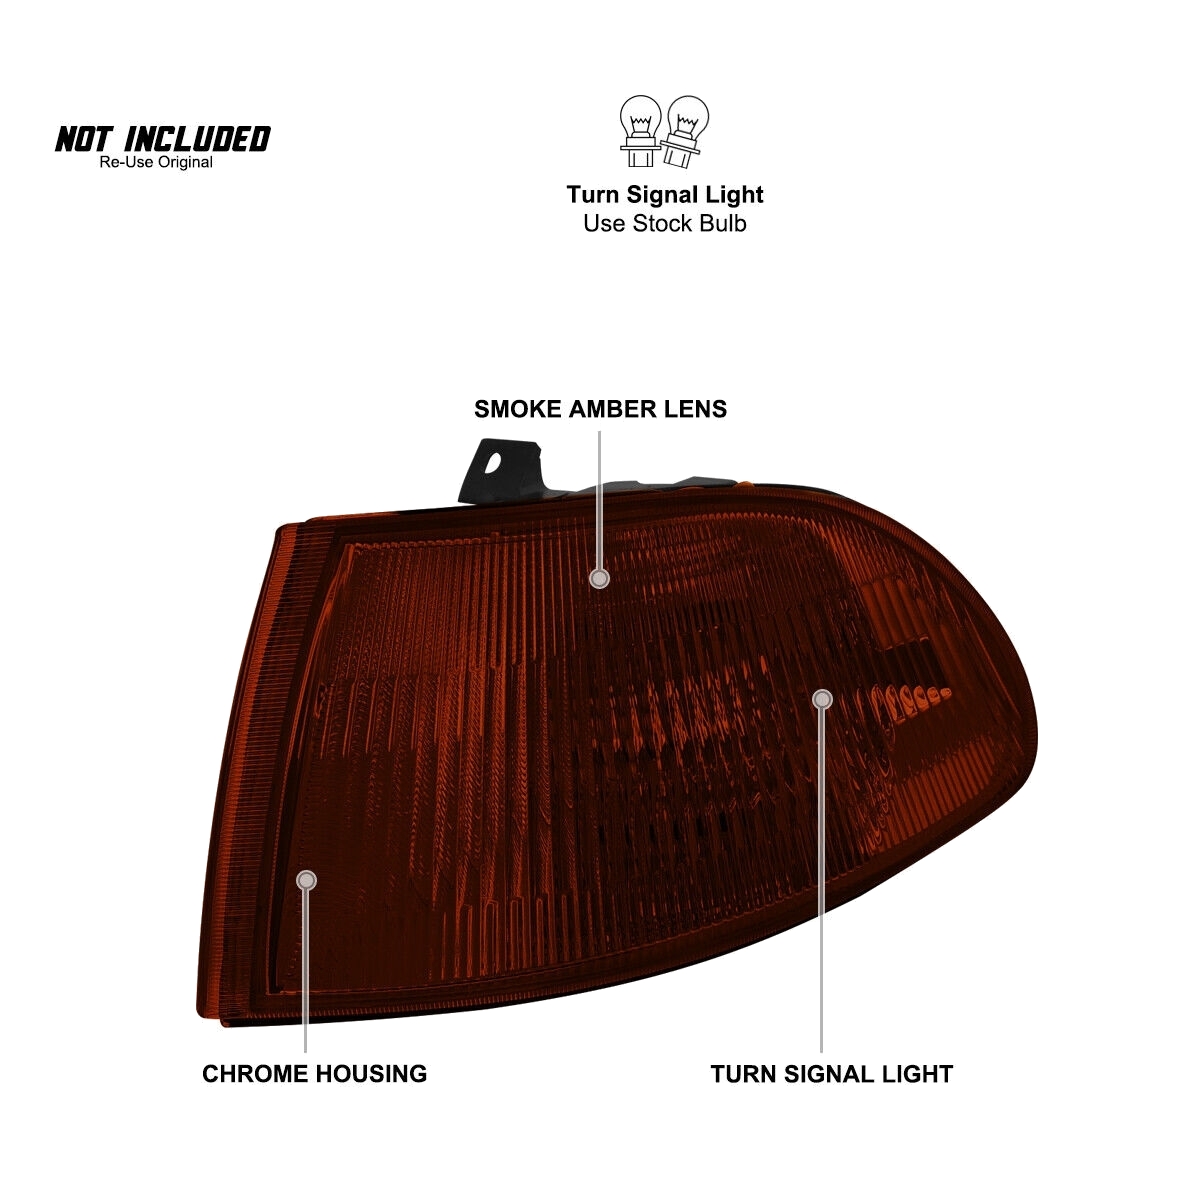 NOT INCLUDED
Re-Use Original
Turn Signal Light
Use Stock Bulb
SMOKE AMBER LENS
CHROME HOUSING
TURN SIGNAL LIGHT